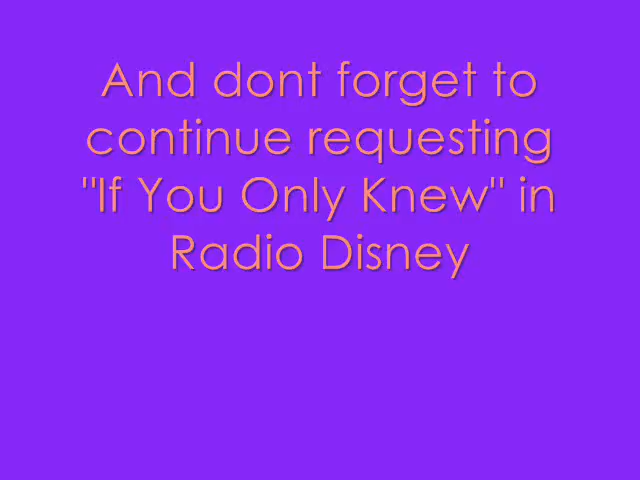 And dont forget to
continue requesting
"If You Only Knew" in
Radio Disney